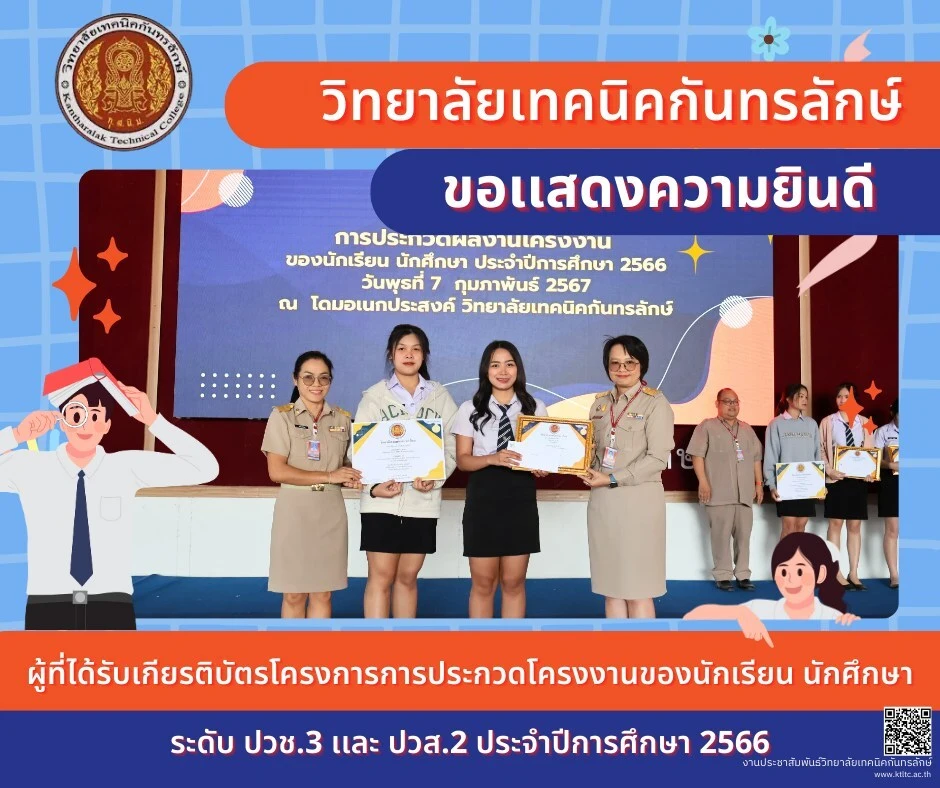 วิทยาลัยเทคนิคกันทรลักษ์
Kantharalak Technical College
วิทยาลัยเทคนิคกันทรลักษ์
ขอแสดงความยินดี
การประกวดผลงานโครงงาน
ของนักเรียน นักศึกษา ประจำปีการศึกษา 2566
วันพุธที่ 7 กุมภาพันธ์ 2567
ณ โดมอเนกประสงค์ วิทยาลัยเทคนิคกันทรลักษ์
ผู้ที่ได้รับเกียรติบัตรโครงการการประกวดโครงงานของนักเรียน นักศึกษา
ระดับ ปวช.3 และ ปวส.2 ประจำปีการศึกษา 2566
งานประชาสัมพันธ์วิทยาลัยเทคนิคกันทรลักษ์
www.ktltc.ac.th